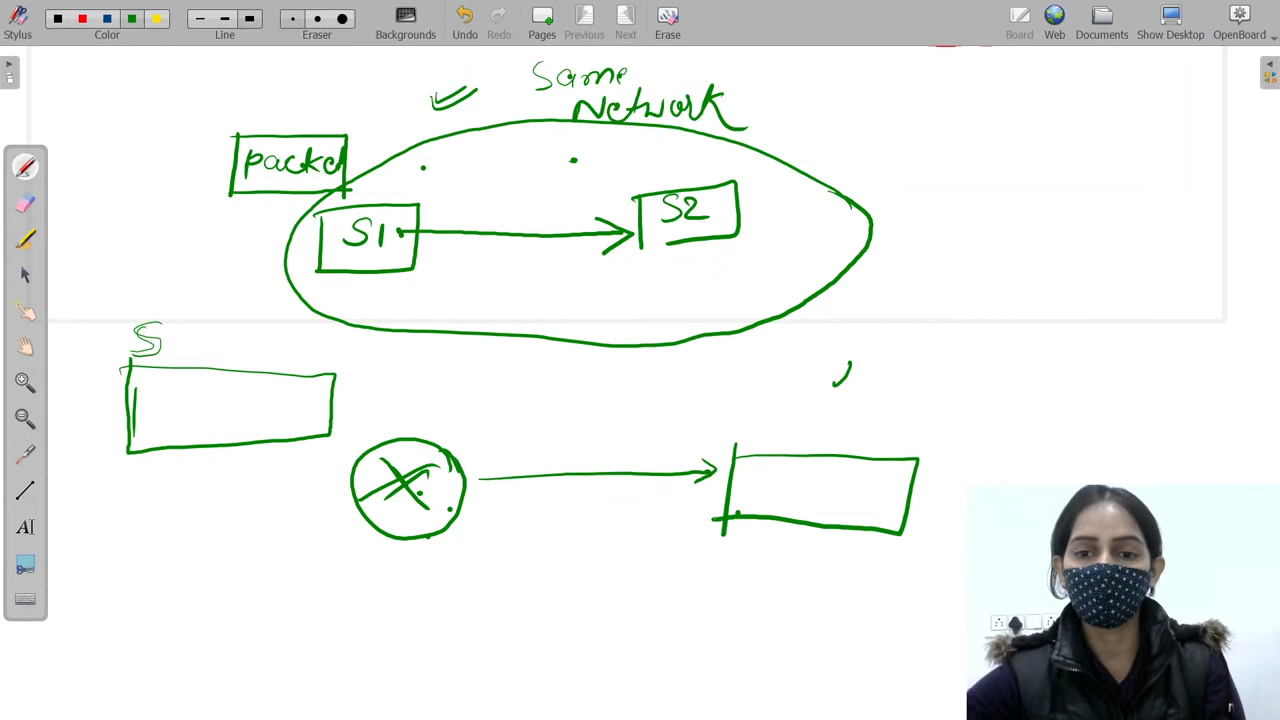 Color
Line
Eraser
Stylus
Backgrounds
Undo
Redo
Pages
Previous
Next
Erase
Board
Web
Documents
Show Desktop
OpenBoard
Same
Network
packe
S1
S2
S